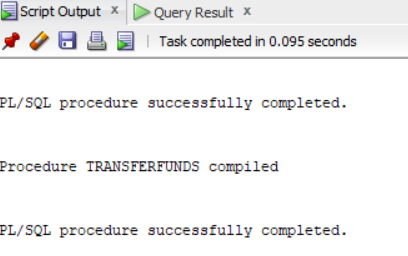 Script Output x Query Result x
Task completed in 0.095 seconds
PL/SQL procedure successfully completed.
Procedure TRANSFERFUNDS compiled
PL/SQL procedure successfully completed.